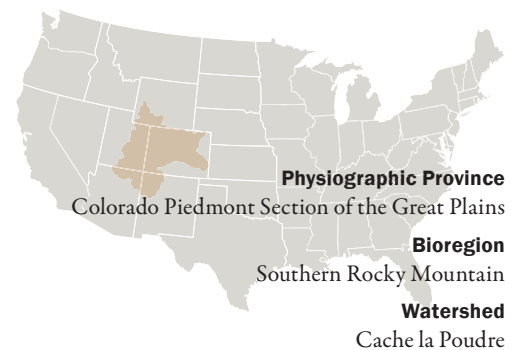 Physiographic Province
Colorado Piedmont Section of the Great Plains
Bioregion
Southern Rocky Mountain
Watershed
Cache la Poudre